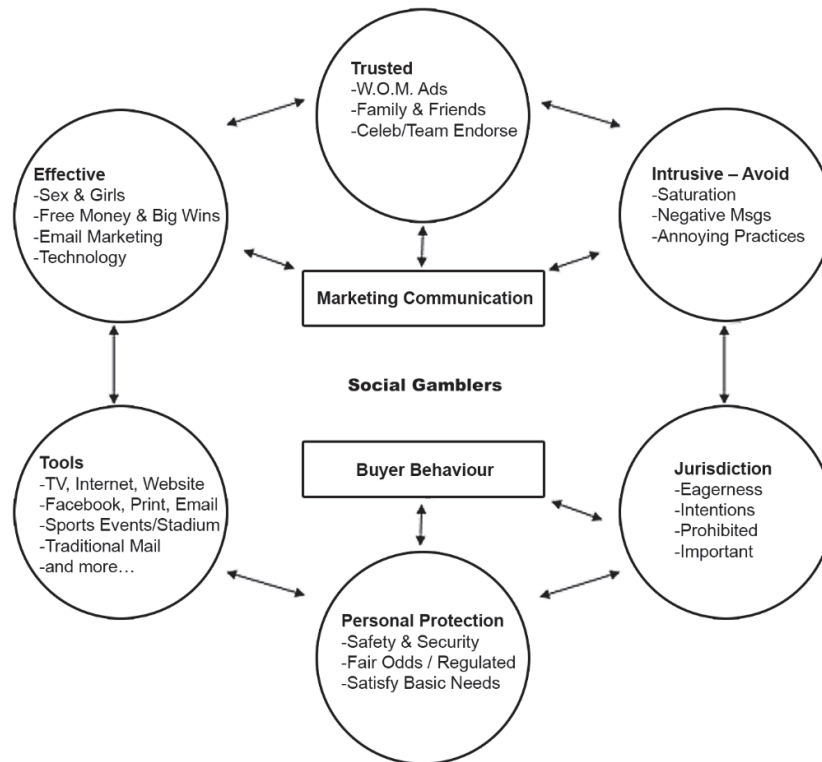 Trusted
-W.O.M. Ads
-Family & Friends
-Celeb/Team Endorse
Effective
-Sex & Girls
-Free Money & Big Wins
-Email Marketing
-Technology
Intrusive – Avoid
-Saturation
-Negative Msgs
-Annoying Practices
Marketing Communication
Social Gamblers
Buyer Behaviour
Tools
-TV, Internet, Website
-Facebook, Print, Email
-Sports Events/Stadium
-Traditional Mail
-and more…
Jurisdiction
-Eagerness
-Intentions
-Prohibited
-Important
Personal Protection
-Safety & Security
-Fair Odds / Regulated
-Satisfy Basic Needs